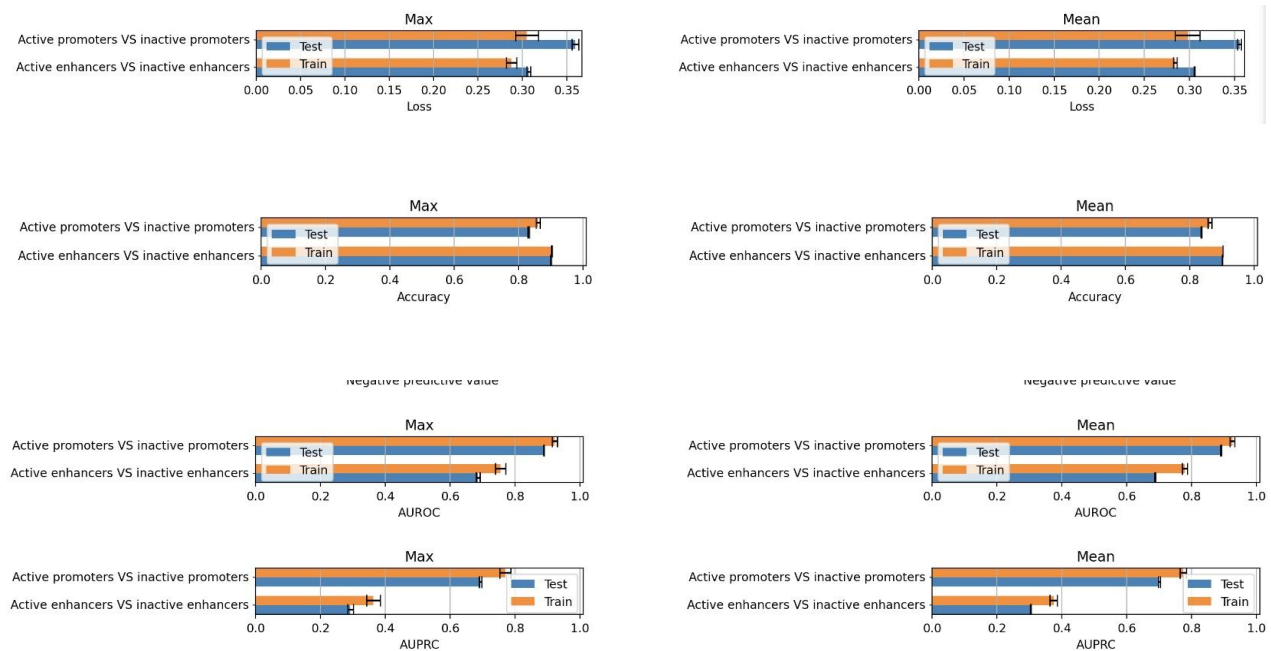 Max
Active promoters VS inactive promoters
Active enhancers VS inactive enhancers
Test
Train
0.00 0.05 0.10 0.15 0.20 0.25 0.30 0.35
Loss
Mean
Active promoters VS inactive promoters
Active enhancers VS inactive enhancers
Test
Train
0.00 0.05 0.10 0.15 0.20 0.25 0.30 0.35
Loss
Max
Active promoters VS inactive promoters
Active enhancers VS inactive enhancers
Test
Train
0.0 0.2 0.4 0.6 0.8 1.0
Accuracy
Mean
Active promoters VS inactive promoters
Active enhancers VS inactive enhancers
Test
Train
0.0 0.2 0.4 0.6 0.8 1.0
Accuracy
Negative predictive value
Negative predictive value
Max
Active promoters VS inactive promoters
Active enhancers VS inactive enhancers
Test
Train
0.0 0.2 0.4 0.6 0.8 1.0
AUROC
Mean
Active promoters VS inactive promoters
Active enhancers VS inactive enhancers
Test
Train
0.0 0.2 0.4 0.6 0.8 1.0
AUROC
Max
Active promoters VS inactive promoters
Active enhancers VS inactive enhancers
Test
Train
0.0 0.2 0.4 0.6 0.8 1.0
AUPRC
Mean
Active promoters VS inactive promoters
Active enhancers VS inactive enhancers
Test
Train
0.0 0.2 0.4 0.6 0.8 1.0
AUPRC